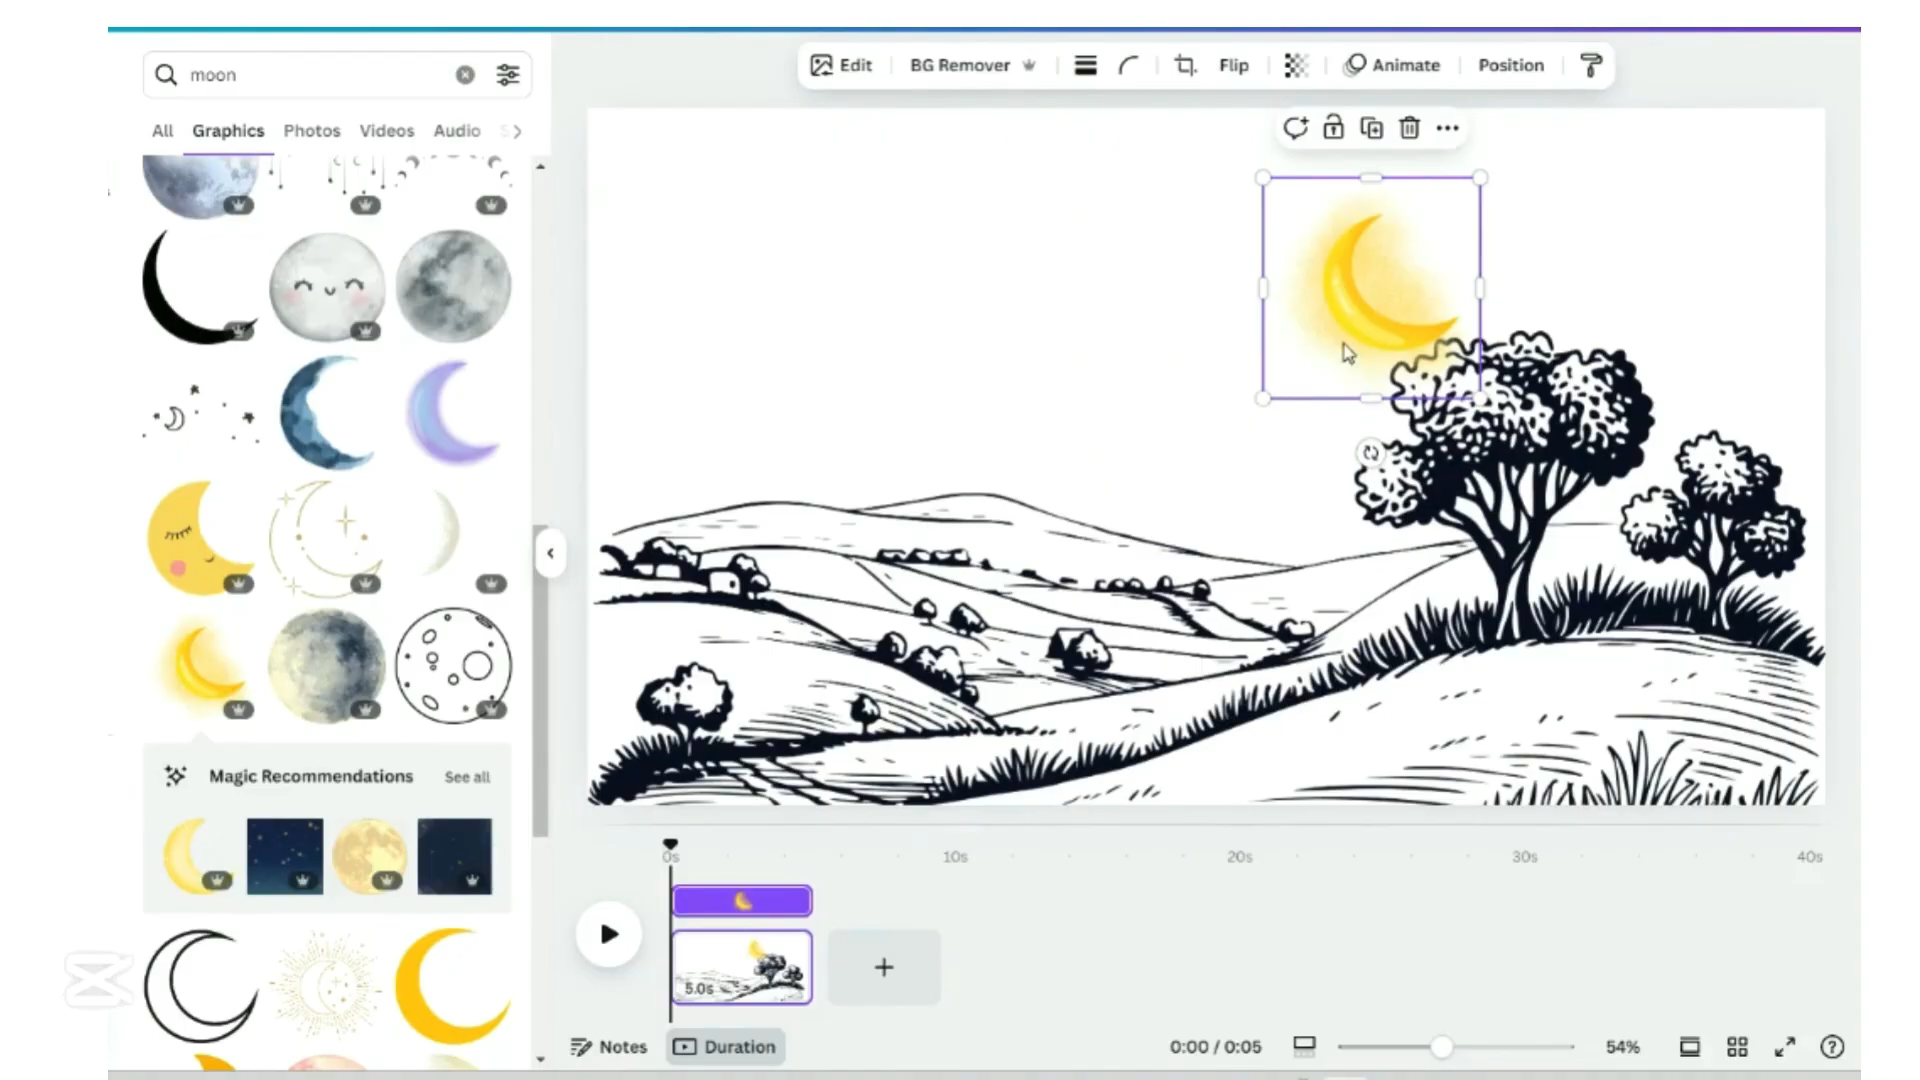 moon
Edit BG Remover Flip Animate Position
All Graphics Photos Videos Audio
Magic Recommendations See all
0s 10s 20s 30s 40s
5.0s
Notes Duration 0:00 / 0:05 54%